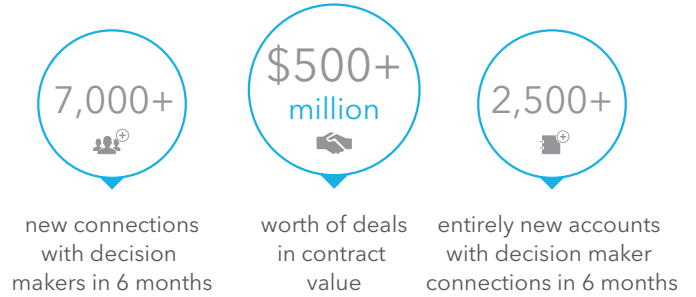 7,000+
new connections
with decision
makers in 6 months
$500+
million
worth of deals
in contract
value
2,500+
entirely new accounts
with decision maker
connections in 6 months